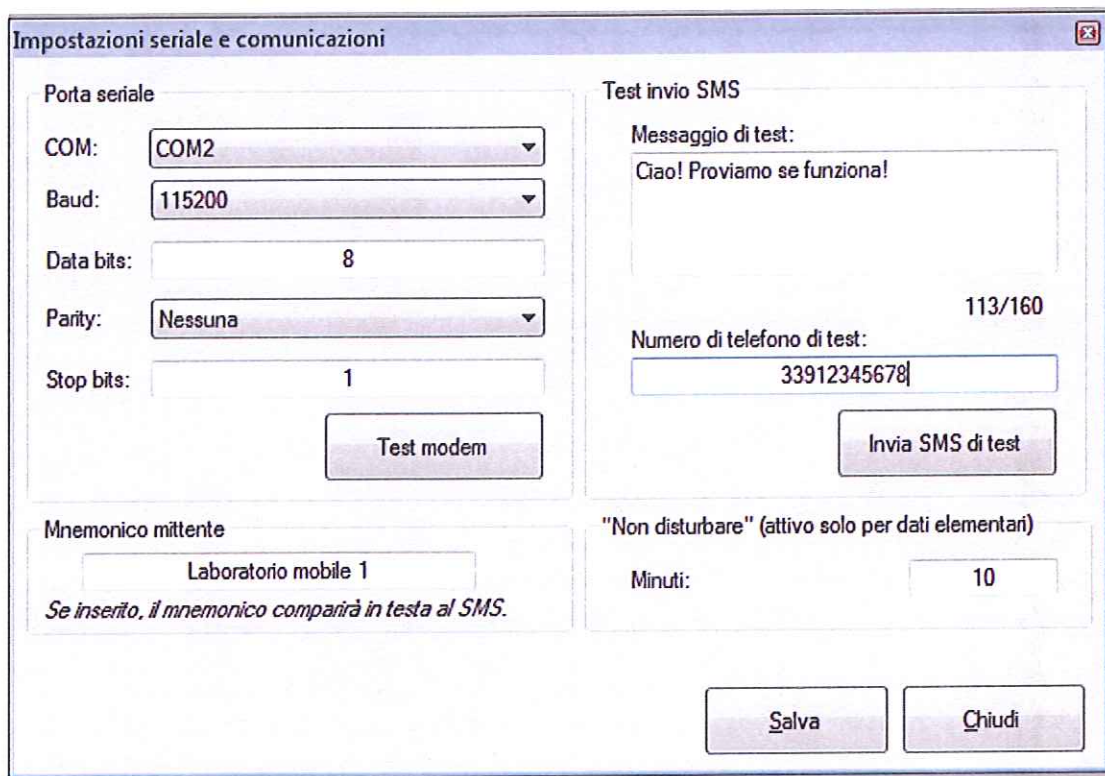 Impostazioni seriale e comunicazioni
Porta seriale
COM:
COM2
Baud:
115200
Data bits:
8
Parity:
Nessuna
Stop bits:
1
Test modem
Test invio SMS
Messaggio di test:
Ciao! Proviamo se funziona!
113/160
Numero di telefono di test:
33912345678
Invia SMS di test
Mnemonico mittente
Laboratorio mobile 1
Se inserito, il mnemonico comparirà in testa al SMS.
"Non disturbare" (attivo solo per dati elementari)
Minuti:
10
Salva
Chiudi